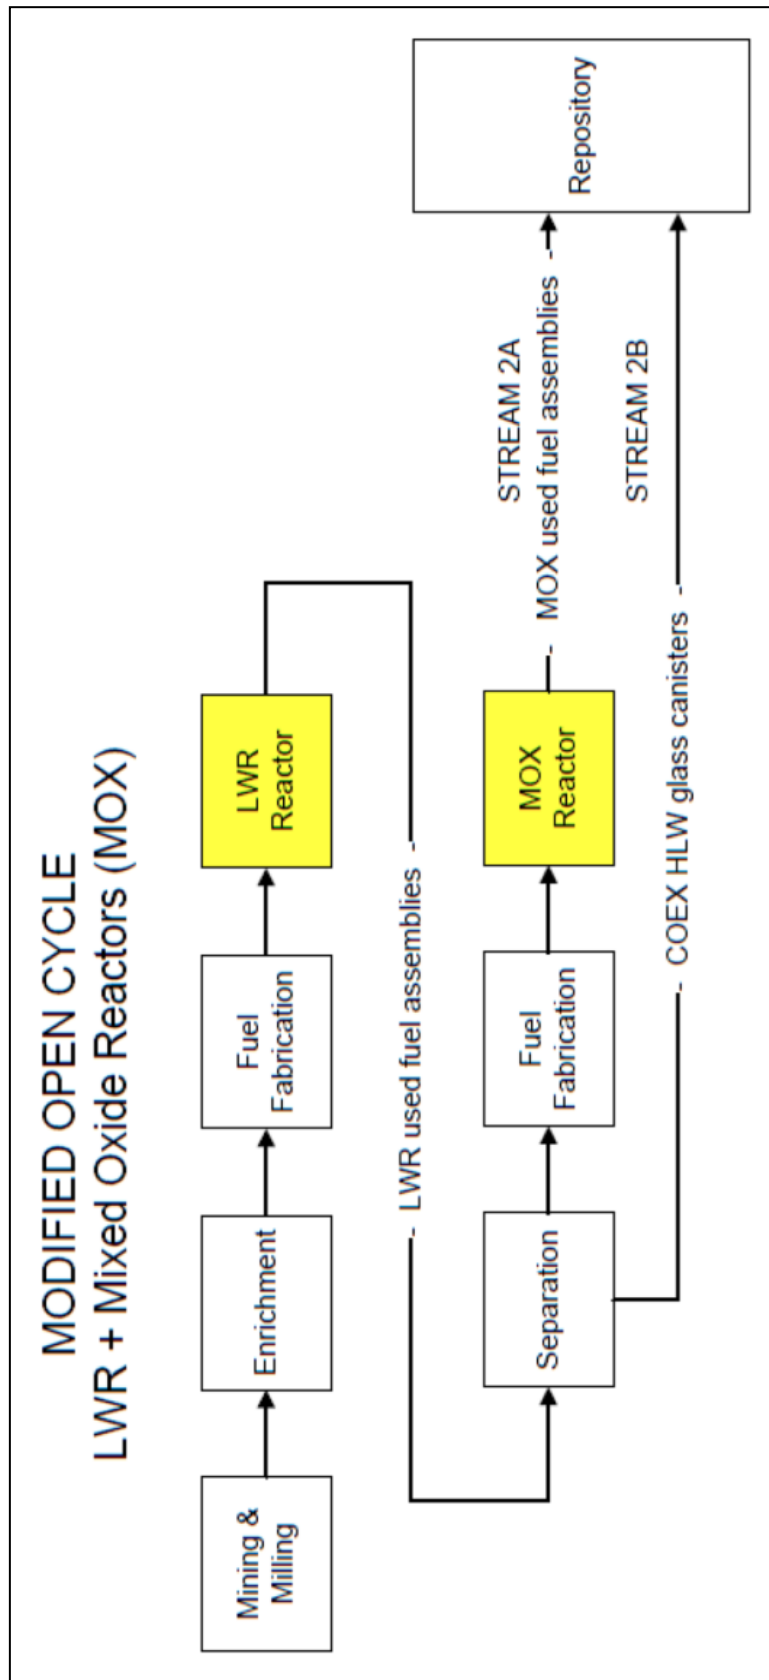 MODIFIED OPEN CYCLE
LWR + Mixed Oxide Reactors (MOX)
Mining &
Milling
Enrichment
Fuel
Fabrication
LWR
Reactor
- LWR used fuel assemblies -
Separation
Fuel
Fabrication
MOX
Reactor
STREAM 2A
- MOX used fuel assemblies -
STREAM 2B
- COEX HLW glass canisters -
Repository